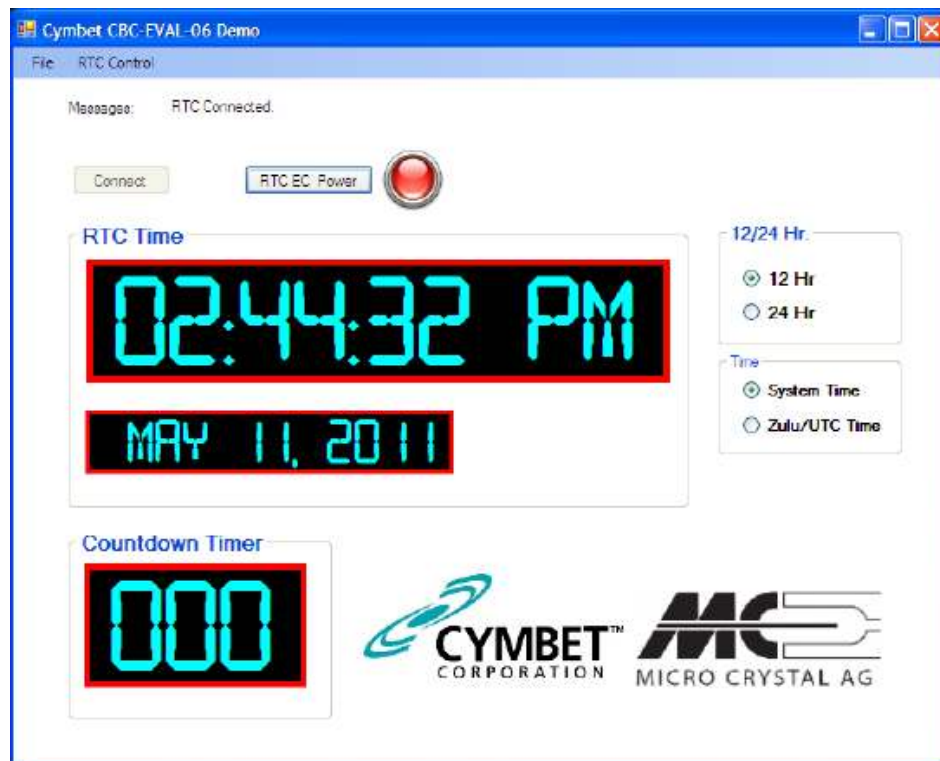 Cymbet CBC-EVAL-06 Demo
File RTC Control
Messages: RTC Connected.
Connect RTC EC Power
RTC Time
02:44:32 PM
MAY 11, 2011
12/24 Hr.
12 Hr
24 Hr
Time
System Time
Zulu/UTC Time
Countdown Timer
000
CYMBET™
CORPORATION
MC
MICRO CRYSTAL AG